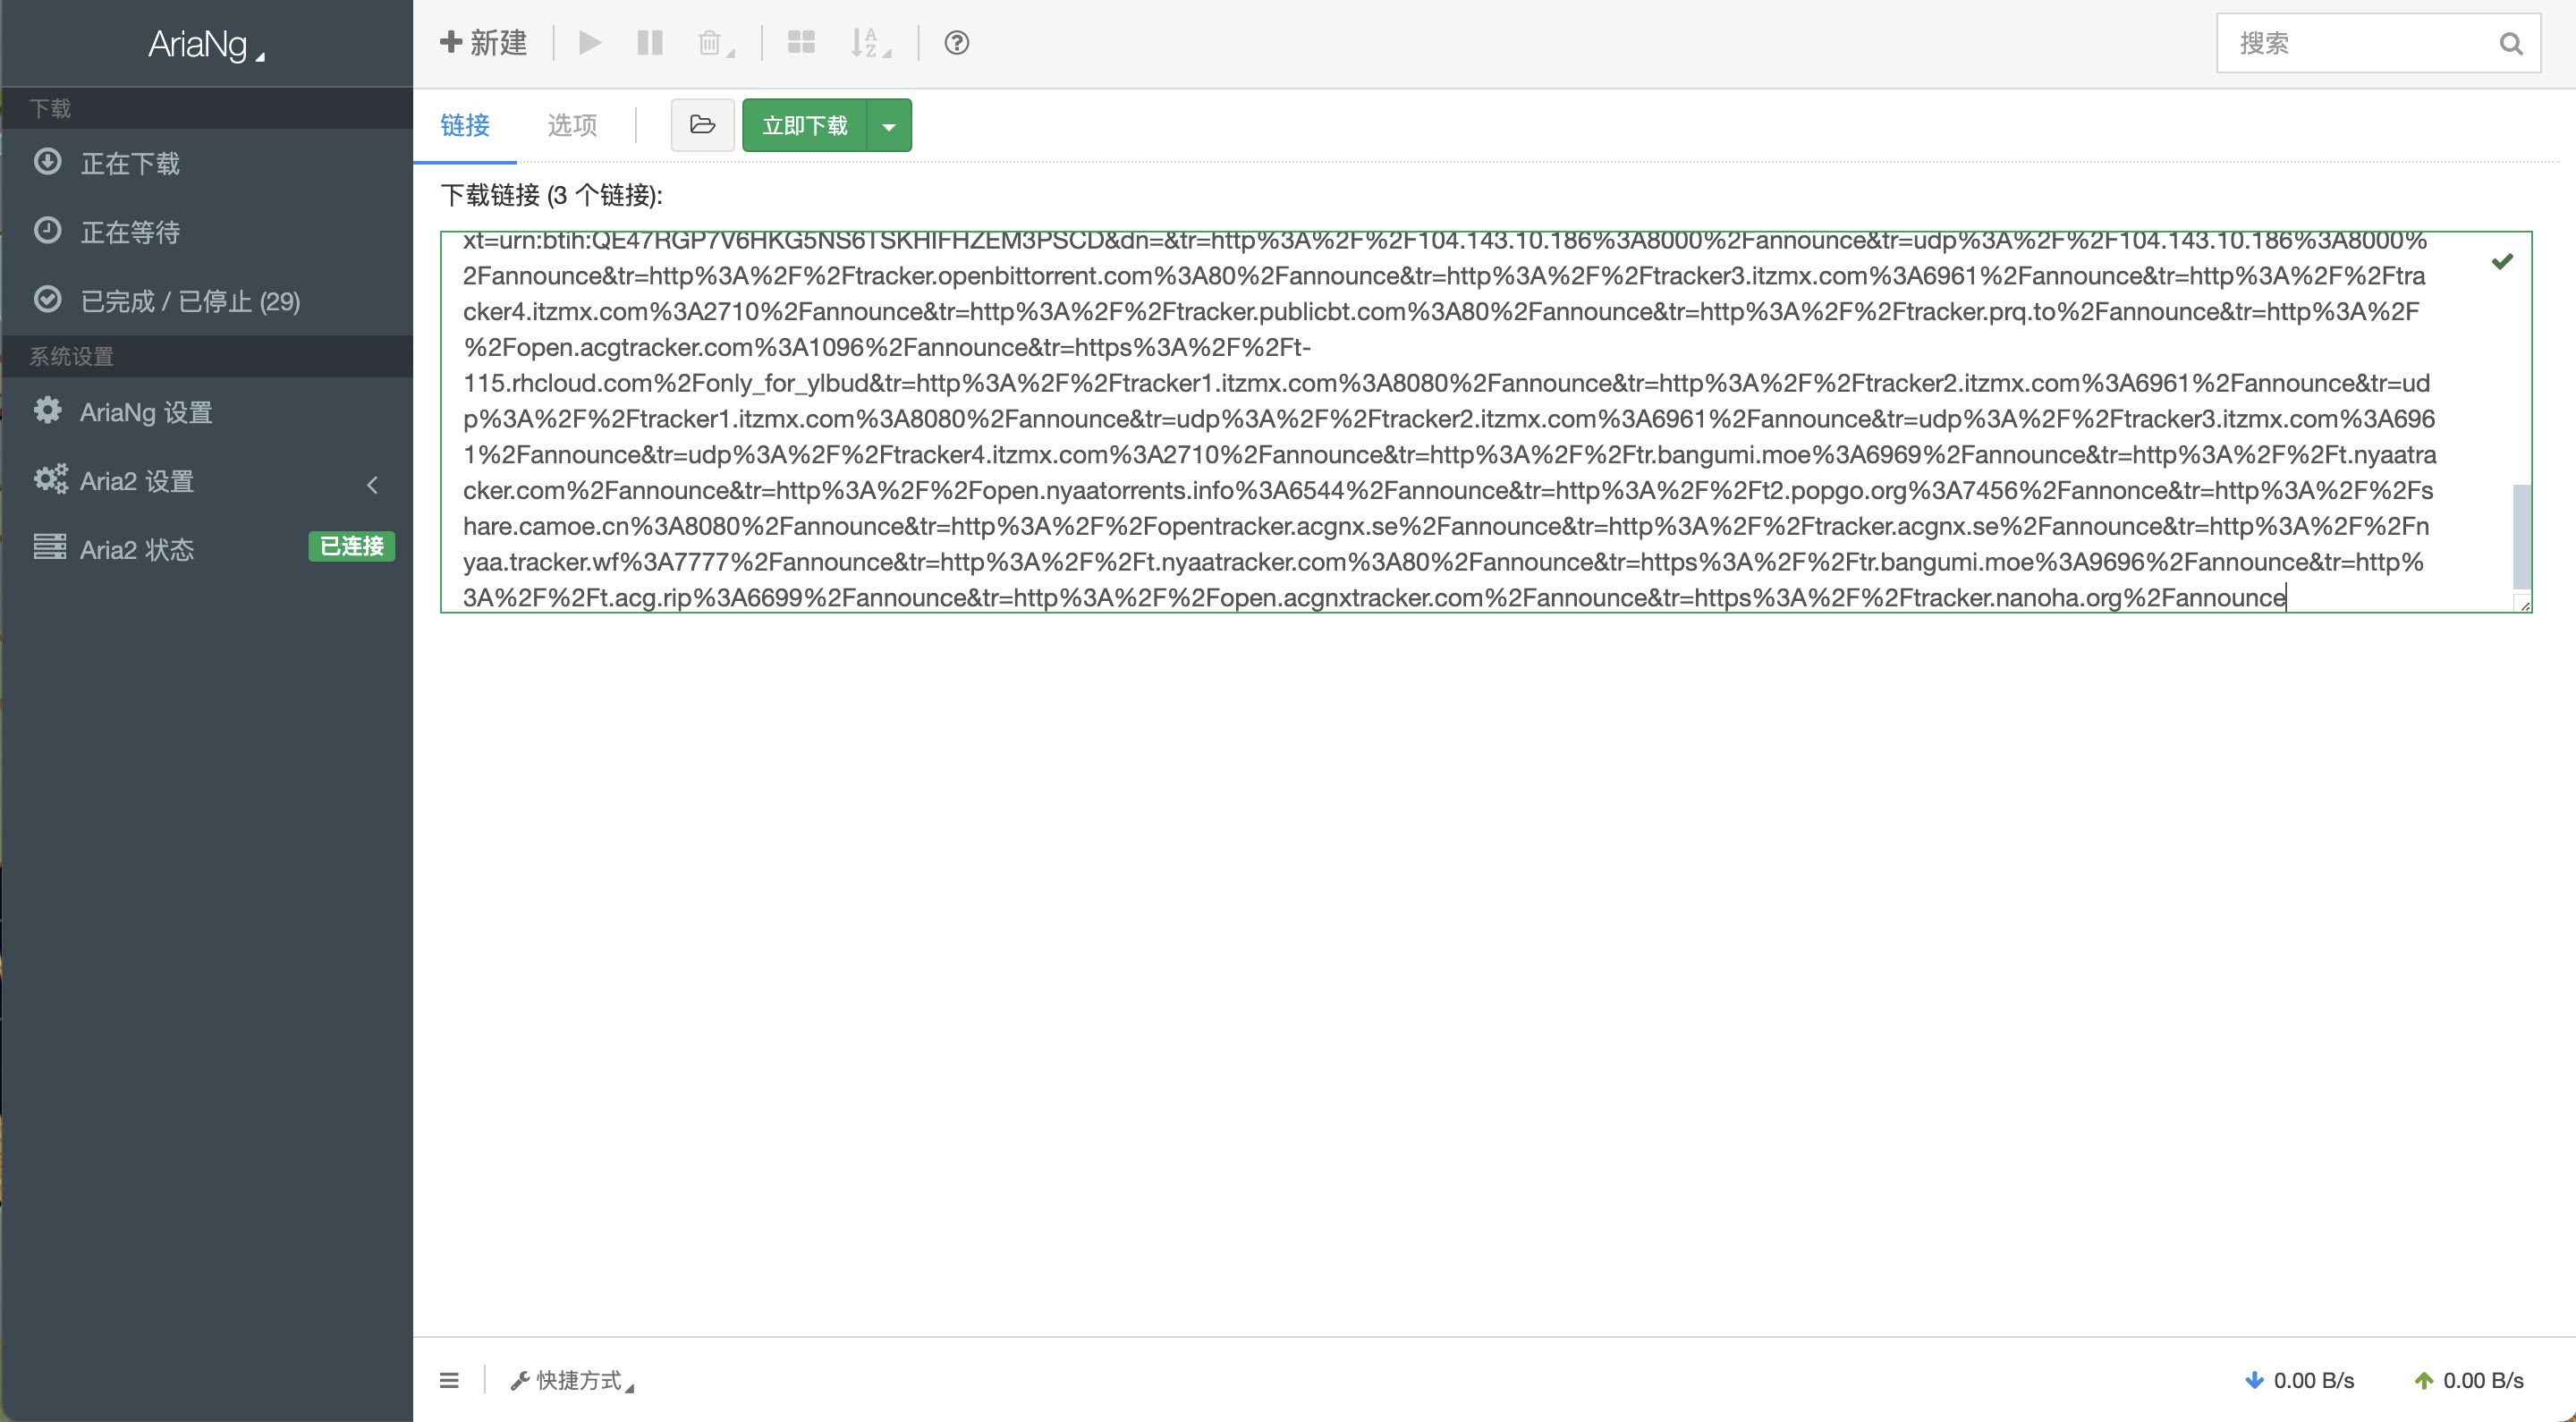 AriaNg
下载
正在下载
正在等待
已完成 / 已停止 (29)
系统设置
AriaNg 设置
Aria2 设置
Aria2 状态
已连接
新建
搜索
链接
选项
立即下载
下载链接 (3 个链接):
xt=urn:btih:QE47RGP7V6HKG5NS6TSKHIFHZEM3PSCD&dn=&tr=http%3A%2F%2F104.143.10.186%3A8000%2Fannounce&tr=udp%3A%2F%2F104.143.10.186%3A8000%
2Fannounce&tr=http%3A%2F%2Ftracker.openbittorrent.com%3A80%2Fannounce&tr=http%3A%2F%2Ftracker3.itzmx.com%3A6961%2Fannounce&tr=http%3A%2F%2Ftra
cker4.itzmx.com%3A2710%2Fannounce&tr=http%3A%2F%2Ftracker.publicbt.com%3A80%2Fannounce&tr=http%3A%2F%2Ftracker.prq.to%2Fannounce&tr=http%3A%2F
%2Fopen.acgtracker.com%3A1096%2Fannounce&tr=https%3A%2F%2Ft-
115.rhcloud.com%2Fonly_for_ylbud&tr=http%3A%2F%2Ftracker1.itzmx.com%3A8080%2Fannounce&tr=http%3A%2F%2Ftracker2.itzmx.com%3A6961%2Fannounce&tr=ud
p%3A%2F%2Ftracker1.itzmx.com%3A8080%2Fannounce&tr=udp%3A%2F%2Ftracker2.itzmx.com%3A6961%2Fannounce&tr=udp%3A%2F%2Ftracker3.itzmx.com%3A696
1%2Fannounce&tr=udp%3A%2F%2Ftracker4.itzmx.com%3A2710%2Fannounce&tr=http%3A%2F%2Ftr.bangumi.moe%3A6969%2Fannounce&tr=http%3A%2F%2Ft.nyaatra
cker.com%2Fannounce&tr=http%3A%2F%2Fopen.nyaatorrents.info%3A6544%2Fannounce&tr=http%3A%2F%2Ft2.popgo.org%3A7456%2Fannonce&tr=http%3A%2F%2Fs
hare.camoe.cn%3A8080%2Fannounce&tr=http%3A%2F%2Fopentracker.acgnx.se%2Fannounce&tr=http%3A%2F%2Ftracker.acgnx.se%2Fannounce&tr=http%3A%2F%2Fn
yaa.tracker.wf%3A7777%2Fannounce&tr=http%3A%2F%2Ft.nyaatracker.com%3A80%2Fannounce&tr=https%3A%2F%2Ftr.bangumi.moe%3A9696%2Fannounce&tr=http%
3A%2F%2Ft.acg.rip%3A6699%2Fannounce&tr=http%3A%2F%2Fopen.acgnxtracker.com%2Fannounce&tr=https%3A%2F%2Ftracker.nanoha.org%2Fannounce
快捷方式
0.00 B/s
0.00 B/s